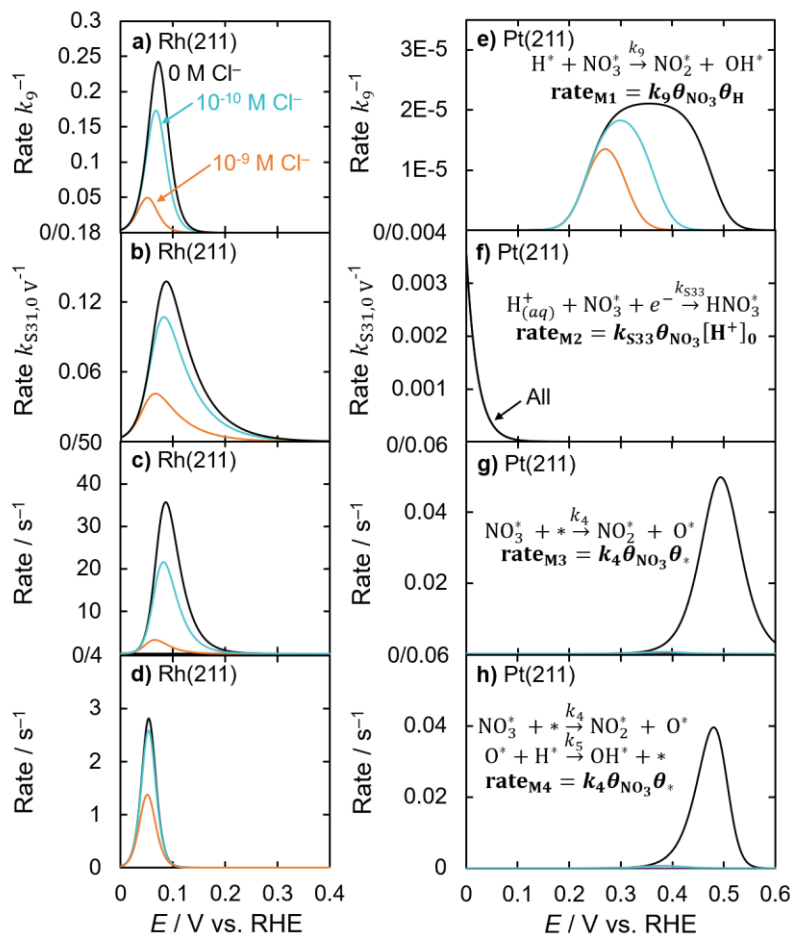 a) Rh(211)
0 M Cl⁻
10⁻¹⁰ M Cl⁻
10⁻⁹ M Cl⁻
Rate k₉⁻¹
0.3
0.25
0.2
0.15
0.1
0.05
0/0.18
b) Rh(211)
Rate k_S31,0 V⁻¹
0.12
0.06
0/50
c) Rh(211)
Rate / s⁻¹
40
30
20
10
0/4
d) Rh(211)
Rate / s⁻¹
3
2
1
0
0 0.1 0.2 0.3 0.4
E / V vs. RHE
e) Pt(211)
H* + NO₃* →k₉ NO₂* + OH*
rate_M1 = k₉θ_NO₃θ_H
Rate k₉⁻¹
3E-5
2E-5
1E-5
0/0.004
f) Pt(211)
H⁺(aq) + NO₃* + e⁻ →k_S33 HNO₃*
rate_M2 = k_S33θ_NO₃[H⁺]₀
All
Rate k_S31,0 V⁻¹
0.003
0.002
0.001
0/0.06
g) Pt(211)
NO₃* + * →k₄ NO₂* + O*
rate_M3 = k₄θ_NO₃θ_*
Rate / s⁻¹
0.04
0.02
0/0.06
h) Pt(211)
NO₃* + * →k₄ NO₂* + O*
O* + H* →k₅ OH* + *
rate_M4 = k₄θ_NO₃θ_*
Rate / s⁻¹
0.04
0.02
0
0 0.1 0.2 0.3 0.4 0.5 0.6
E / V vs. RHE